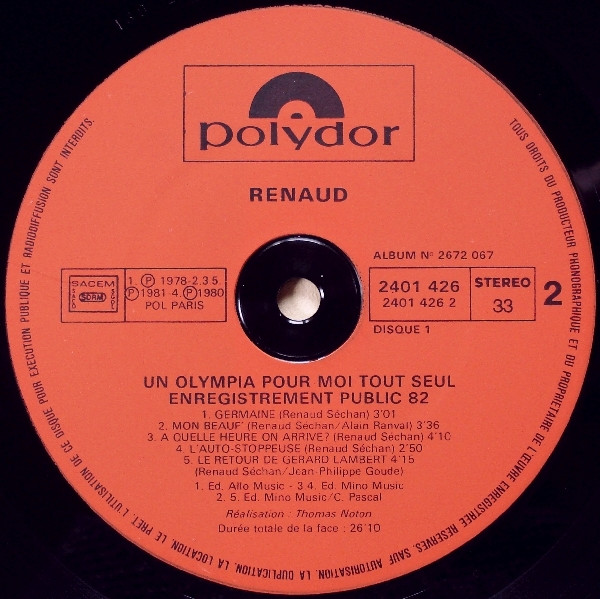 polydor
RENAUD
ALBUM N° 2672 067
SACEM
SDRM
1. Ⓟ 1978-2.3.5.
Ⓟ1981-4.Ⓟ1980
POL PARIS
2401 426
2401 426 2
STEREO
33
2
DISQUE 1
UN OLYMPIA POUR MOI TOUT SEUL
ENREGISTREMENT PUBLIC 82
1. GERMAINE (Renaud Séchan) 3'01
2. MON BEAUF' (Renaud Séchan/Alain Ranval) 3'36
3. A QUELLE HEURE ON ARRIVE? (Renaud Séchan) 4'10
4. L'AUTO-STOPPEUSE (Renaud Séchan) 2'50
5. LE RETOUR DE GERARD LAMBERT 4'15
(Renaud Séchan/Jean-Philippe Goude)
1. Ed. Allo Music - 3.4. Ed. Mino Music
2. 5. Ed. Mino Music/C. Pascal
Réalisation : Thomas Noton
Durée totale de la face : 26'10
TOUS DROITS DU PRODUCTEUR PHONOGRAPHIQUE ET DU PROPRIETAIRE DE L'ŒUVRE ENREGISTREE RESERVES. SAUF AUTORISATION, LA DUPLICATION, LA LOCATION, LE PRET, L'UTILISATION DE CE DISQUE POUR EXECUTION PUBLIQUE ET RADIODIFFUSION SONT INTERDITS.